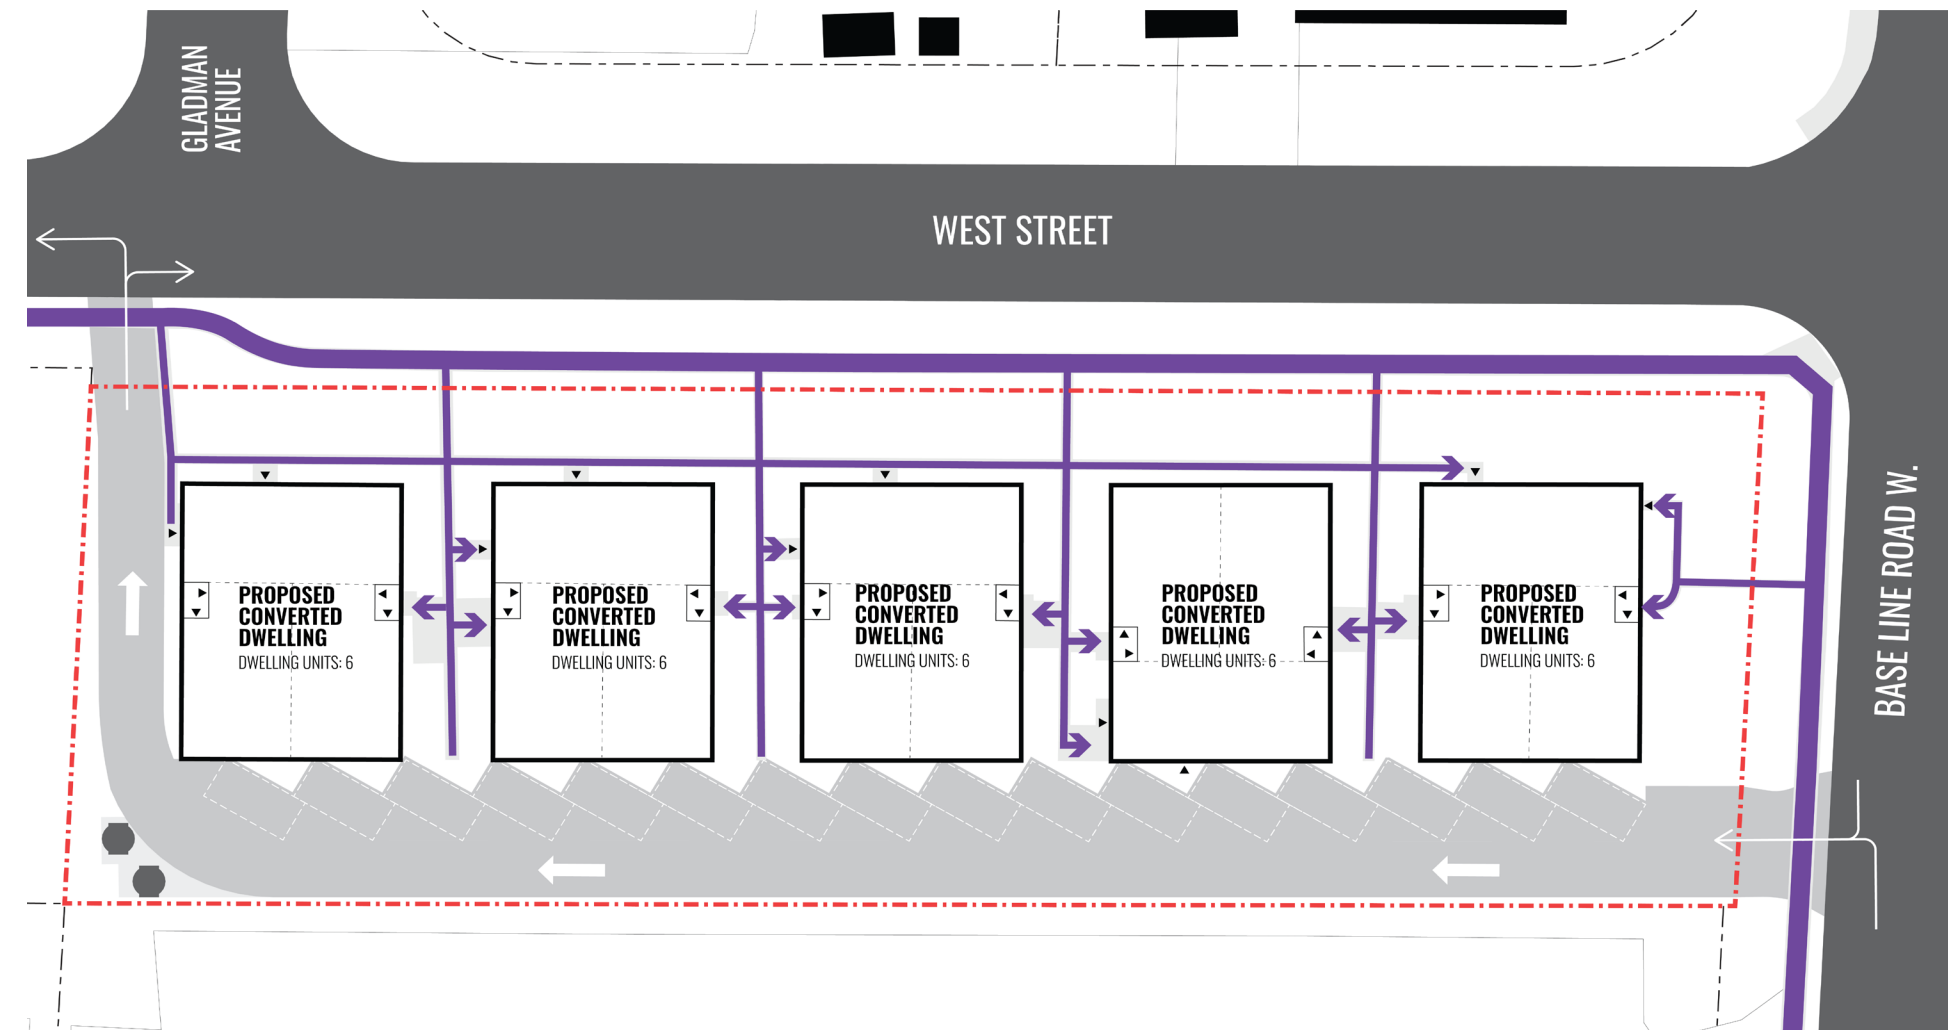 GLADMAN
AVENUE
WEST STREET
BASE LINE ROAD W.
PROPOSED
CONVERTED
DWELLING
DWELLING UNITS: 6
PROPOSED
CONVERTED
DWELLING
DWELLING UNITS: 6
PROPOSED
CONVERTED
DWELLING
DWELLING UNITS: 6
PROPOSED
CONVERTED
DWELLING
DWELLING UNITS: 6
PROPOSED
CONVERTED
DWELLING
DWELLING UNITS: 6